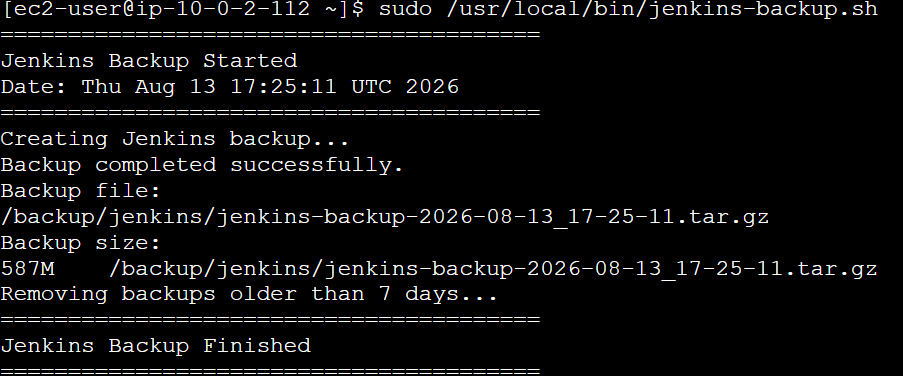 [ec2-user@ip-10-0-2-112 ~]$ sudo /usr/local/bin/jenkins-backup.sh
========================================
Jenkins Backup Started
Date: Thu Aug 13 17:25:11 UTC 2026
========================================
Creating Jenkins backup...
Backup completed successfully.
Backup file:
/backup/jenkins/jenkins-backup-2026-08-13_17-25-11.tar.gz
Backup size:
587M    /backup/jenkins/jenkins-backup-2026-08-13_17-25-11.tar.gz
Removing backups older than 7 days...
========================================
Jenkins Backup Finished
========================================